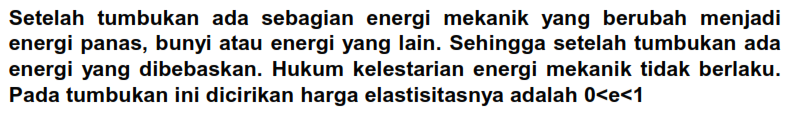 Setelah tumbukan ada sebagian energi mekanik yang berubah menjadi
energi panas, bunyi atau energi yang lain. Sehingga setelah tumbukan ada
energi yang dibebaskan. Hukum kelestarian energi mekanik tidak berlaku.
Pada tumbukan ini dicirikan harga elastisitasnya adalah 0<e<1